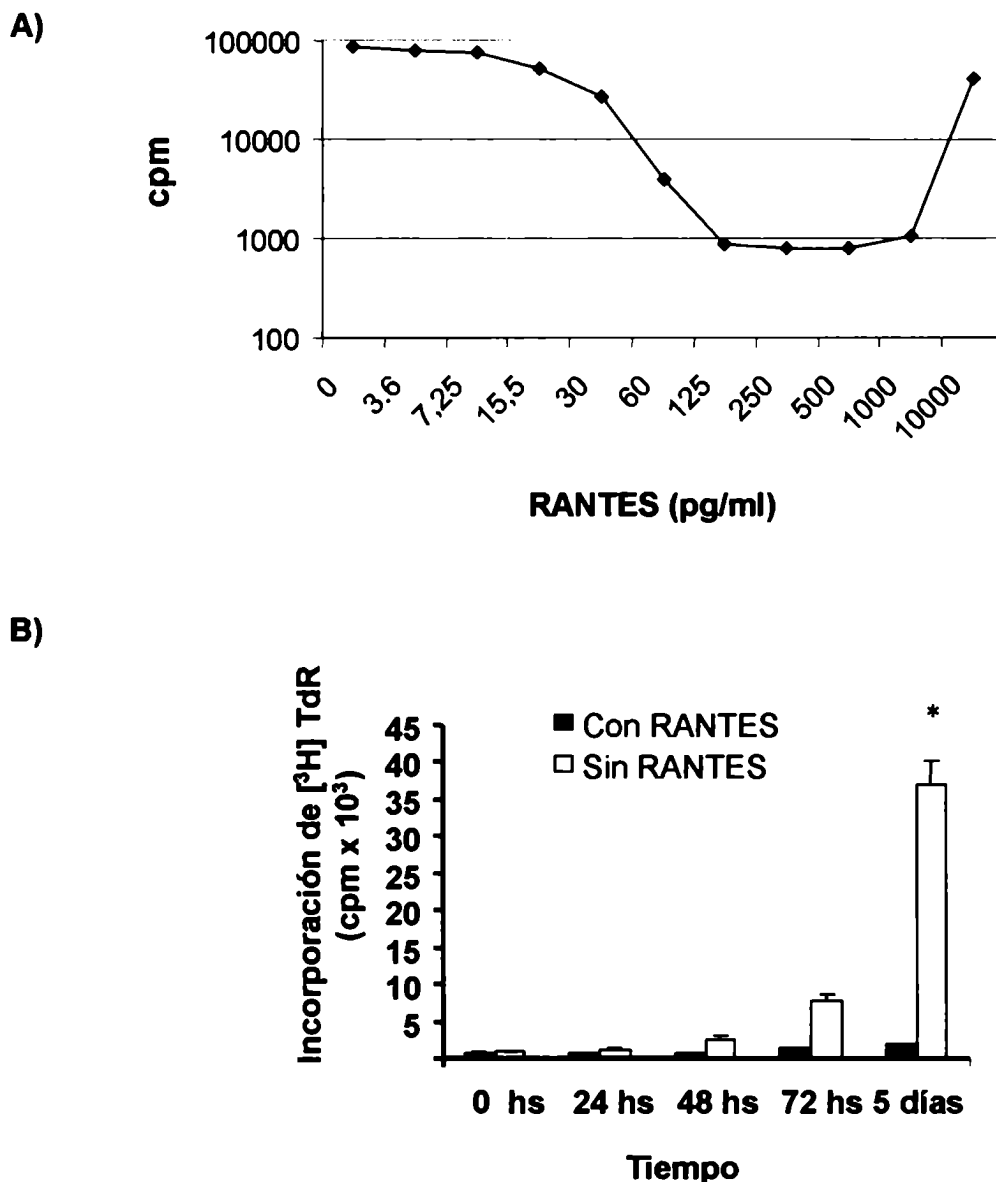 A)
cpm
100000
10000
1000
100
0
3.6
7,25
15,5
30
60
125
250
500
1000
10000
RANTES (pg/ml)
B)
Incorporación de [³H] TdR
(cpm x 10³)
45
40
35
30
25
20
15
10
5
Con RANTES
Sin RANTES
*
0 hs
24 hs
48 hs
72 hs
5 días
Tiempo